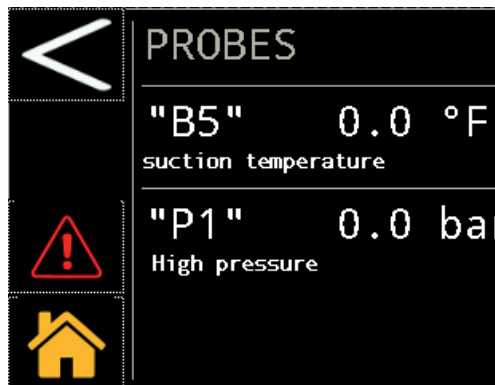 PROBES
"B5" 0.0 °F
suction temperature
"P1" 0.0 bar
High pressure